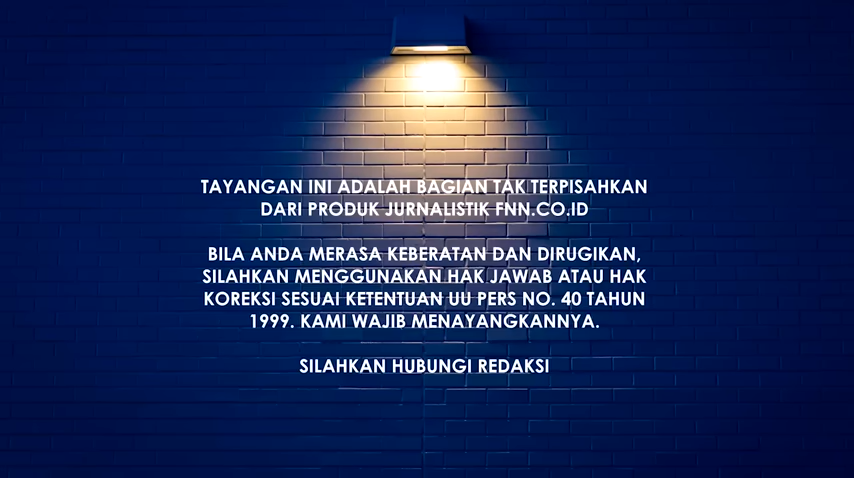 TAYANGAN INI ADALAH BAGIAN TAK TERPISAHKAN
DARI PRODUK JURNALISTIK FNN.CO.ID
BILA ANDA MERASA KEBERATAN DAN DIRUGIKAN,
SILAHKAN MENGGUNAKAN HAK JAWAB ATAU HAK
KOREKSI SESUAI KETENTUAN UU PERS NO. 40 TAHUN
1999. KAMI WAJIB MENAYANGKANNYA.
SILAHKAN HUBUNGI REDAKSI